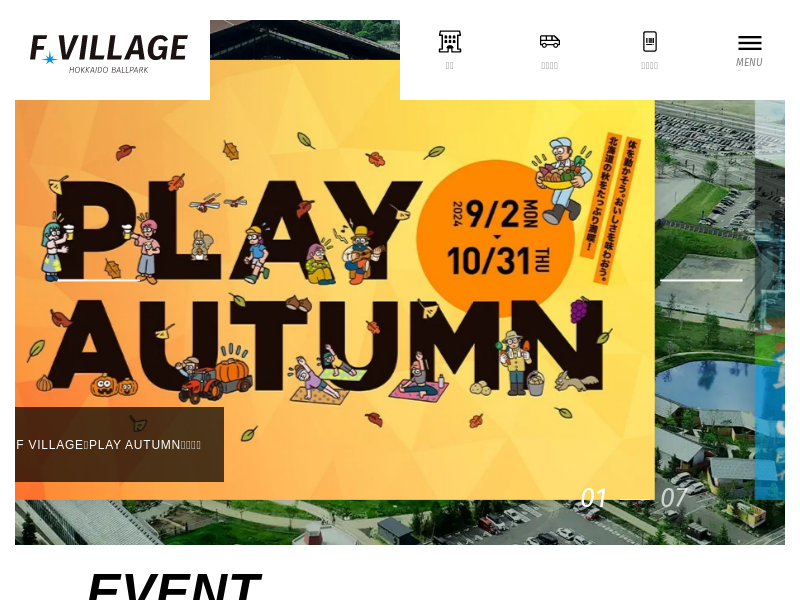 F VILLAGE
HOKKAIDO BALLPARK
MENU
体を動かそう。おいしさを味わおう。
北海道の秋をたっぷり満喫！
PLAY
2024 9/2 MON
10/31 THU
AUTUMN
F VILLAGE PLAY AUTUMN
01
07
EVENT